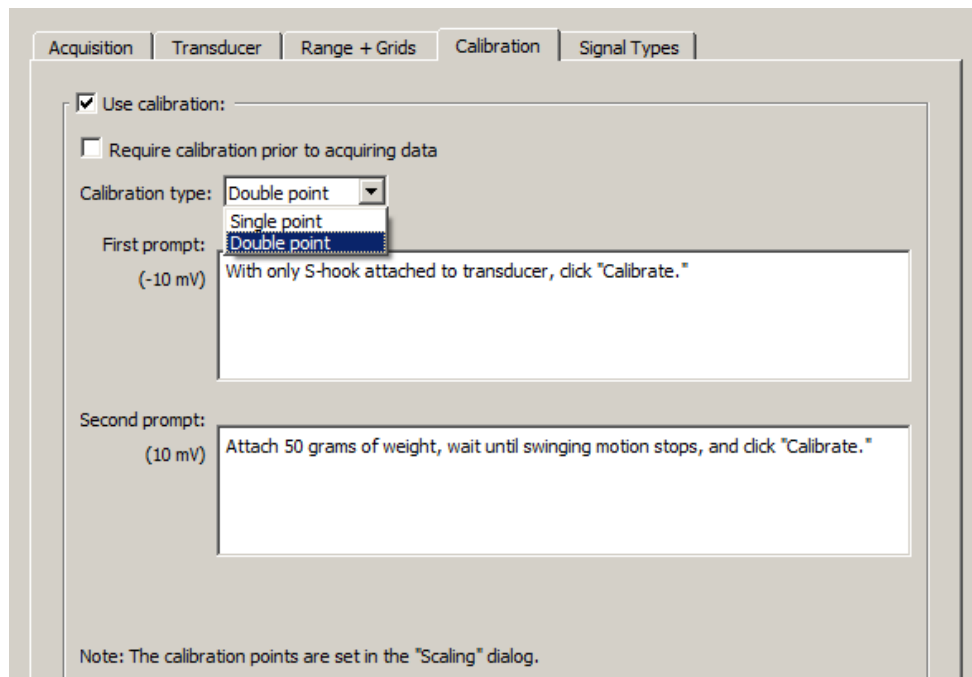 Acquisition Transducer Range + Grids Calibration Signal Types
Use calibration:
Require calibration prior to acquiring data
Calibration type: Double point
Single point
Double point
First prompt:
(-10 mV)
With only S-hook attached to transducer, click "Calibrate."
Second prompt:
(10 mV)
Attach 50 grams of weight, wait until swinging motion stops, and click "Calibrate."
Note: The calibration points are set in the "Scaling" dialog.